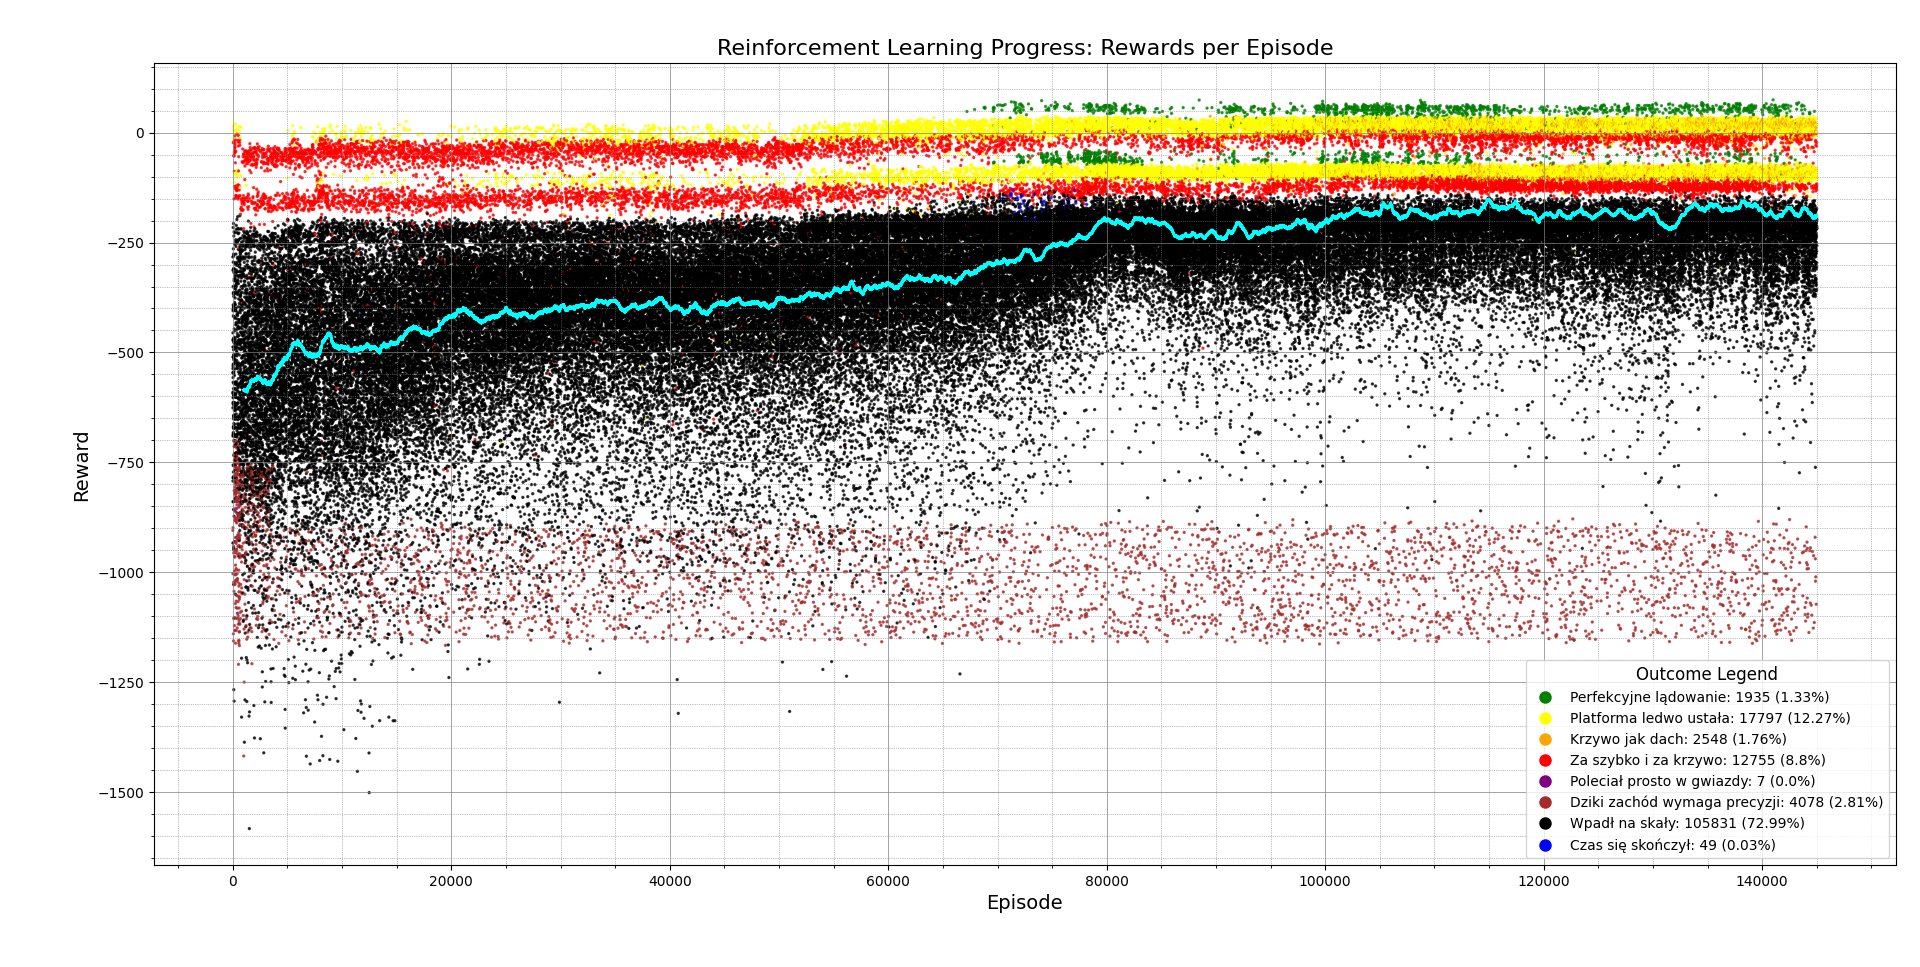 Reinforcement Learning Progress: Rewards per Episode
Reward
0
−250
−500
−750
−1000
−1250
−1500
Outcome Legend
Perfekcyjne lądowanie: 1935 (1.33%)
Platforma ledwo ustała: 17797 (12.27%)
Krzywo jak dach: 2548 (1.76%)
Za szybko i za krzywo: 12755 (8.8%)
Poleciał prosto w gwiazdy: 7 (0.0%)
Dziki zachód wymaga precyzji: 4078 (2.81%)
Wpadł na skały: 105831 (72.99%)
Czas się skończył: 49 (0.03%)
0 20000 40000 60000 80000 100000 120000 140000
Episode